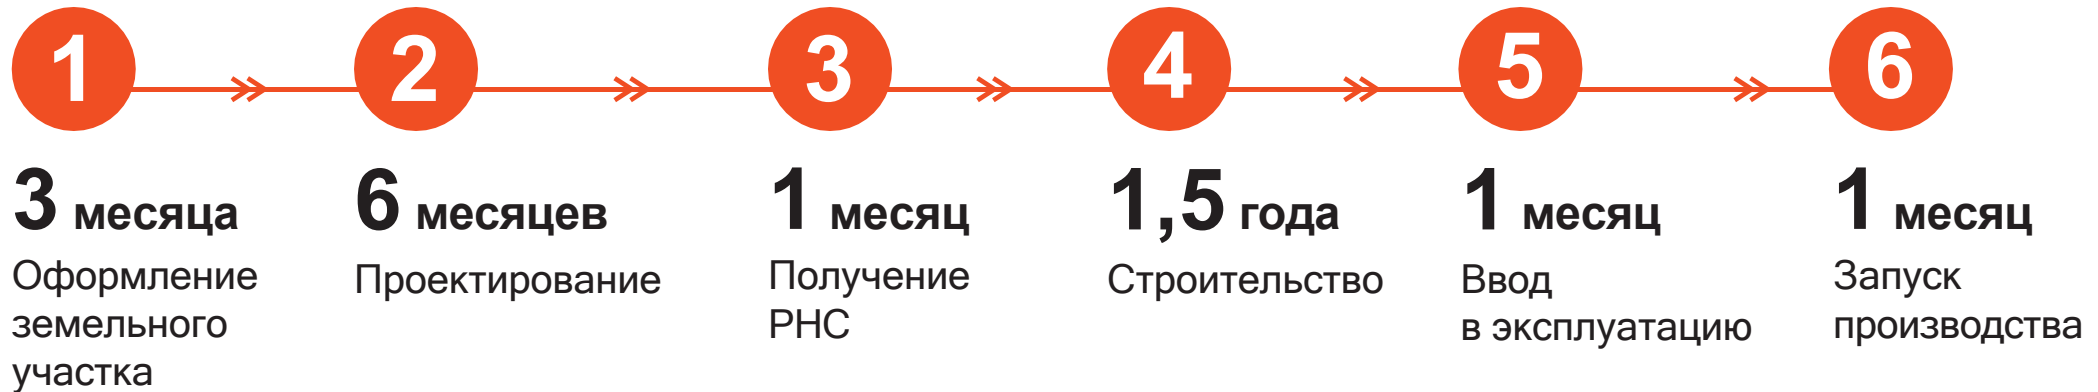 1
2
3
4
5
6
3 месяца
Оформление
земельного
участка
6 месяцев
Проектирование
1 месяц
Получение
РНС
1,5 года
Строительство
1 месяц
Ввод
в эксплуатацию
1 месяц
Запуск
производства